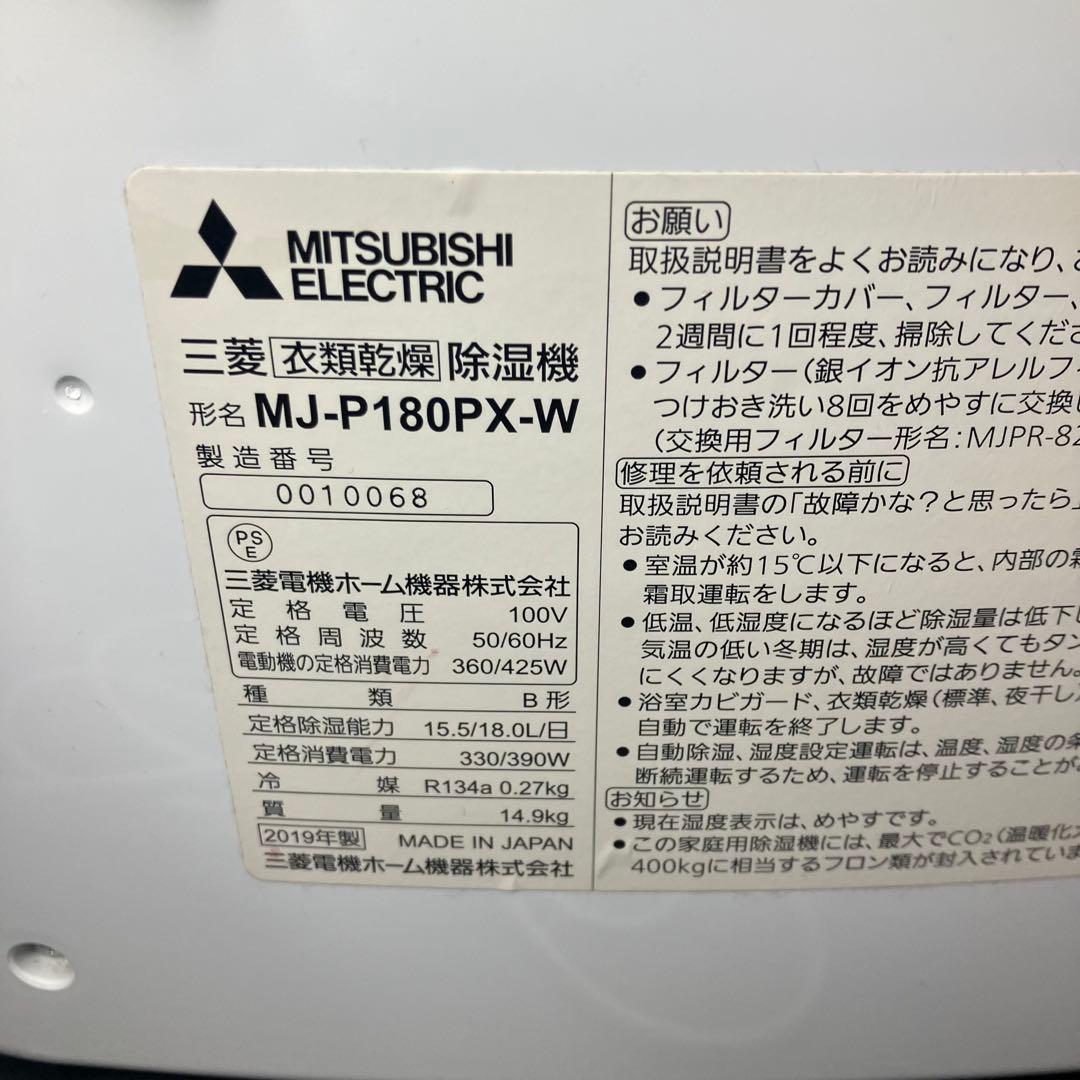 MITSUBISHI
ELECTRIC
三菱 衣類乾燥 除湿機
形名 MJ-P180PX-W
製造番号
0010068
PS
E
三菱電機ホーム機器株式会社
定格電圧 100V
定格周波数 50/60Hz
電動機の定格消費電力 360/425W
種類 B形
定格除湿能力 15.5/18.0L/日
定格消費電力 330/390W
冷媒 R134a 0.27kg
質量 14.9kg
2019年製 MADE IN JAPAN
三菱電機ホーム機器株式会社
お願い
取扱説明書をよくお読みになり、
●フィルターカバー、フィルター、
2週間に1回程度、掃除してくださ
●フィルター(銀イオン抗アレルフィ
つけおき洗い8回をめやすに交換
(交換用フィルター形名:MJPR-8
修理を依頼される前に
取扱説明書の「故障かな?と思ったら」
お読みください。
●室温が約15℃以下になると、内部の霜
霜取運転をします。
●低温、低湿度になるほど除湿量は低下し
気温の低い冬期は、湿度が高くてもタン
にくくなりますが、故障ではありません。
●浴室カビガード、衣類乾燥(標準、夜干し
自動で運転を終了します。
●自動除湿、湿度設定運転は、温度、湿度の条
断続運転するため、運転を停止することが
お知らせ
●現在湿度表示は、めやすです。
●この家庭用除湿機には、最大でCO2(温暖化
400kgに相当するフロン類が封入されていま